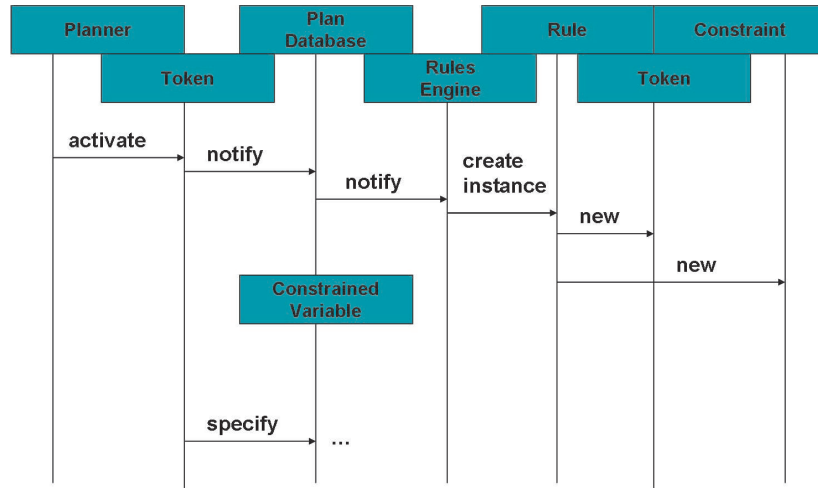 Planner
Plan
Database
Rule
Constraint
Token
Rules
Engine
Token
activate
notify
notify
create
instance
new
new
Constrained
Variable
specify
...